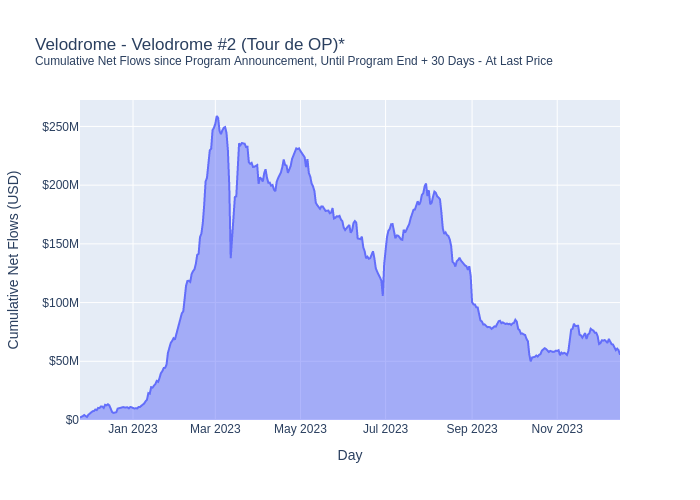 Velodrome - Velodrome #2 (Tour de OP)*
Cumulative Net Flows since Program Announcement, Until Program End + 30 Days - At Last Price
Cumulative Net Flows (USD)
$250M
$200M
$150M
$100M
$50M
$0
Jan 2023 Mar 2023 May 2023 Jul 2023 Sep 2023 Nov 2023
Day